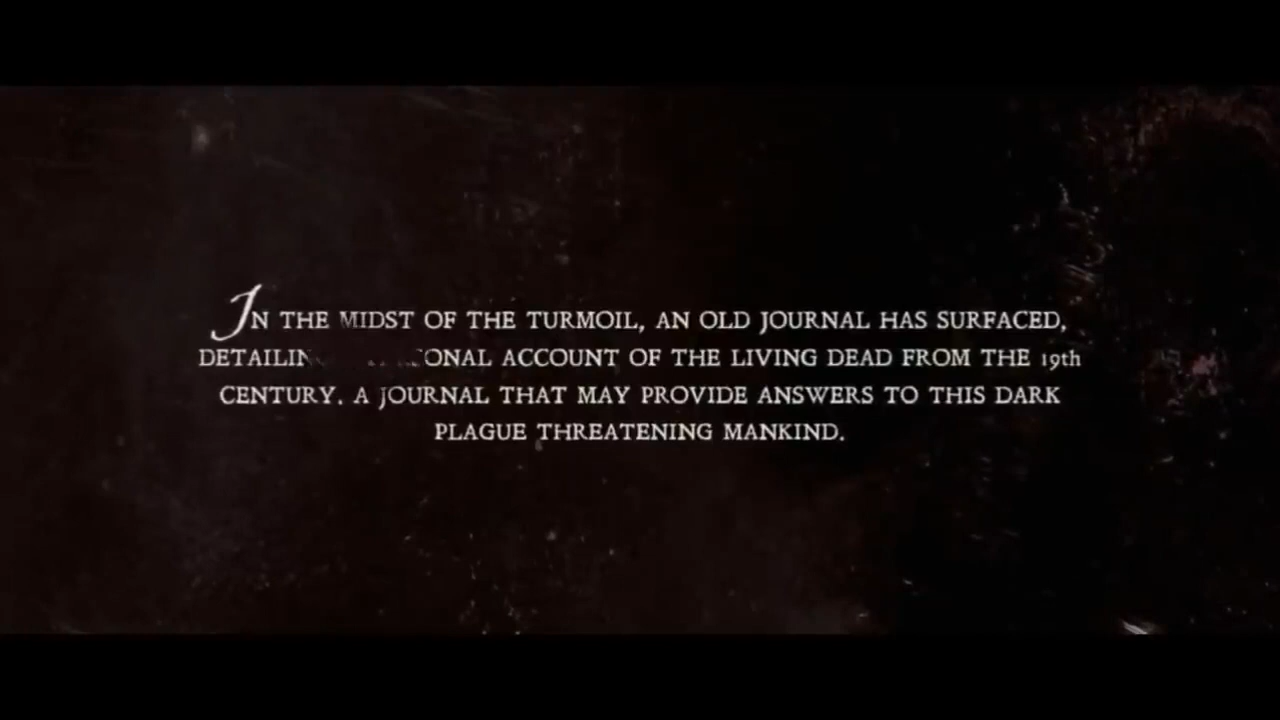 IN THE MIDST OF THE TURMOIL, AN OLD JOURNAL HAS SURFACED,
ACCOUNT OF THE LIVING DEAD FROM THE 19th
CENTURY. A JOURNAL THAT MAY PROVIDE ANSWERS TO THIS DARK
PLAGUE THREATENING MANKIND.